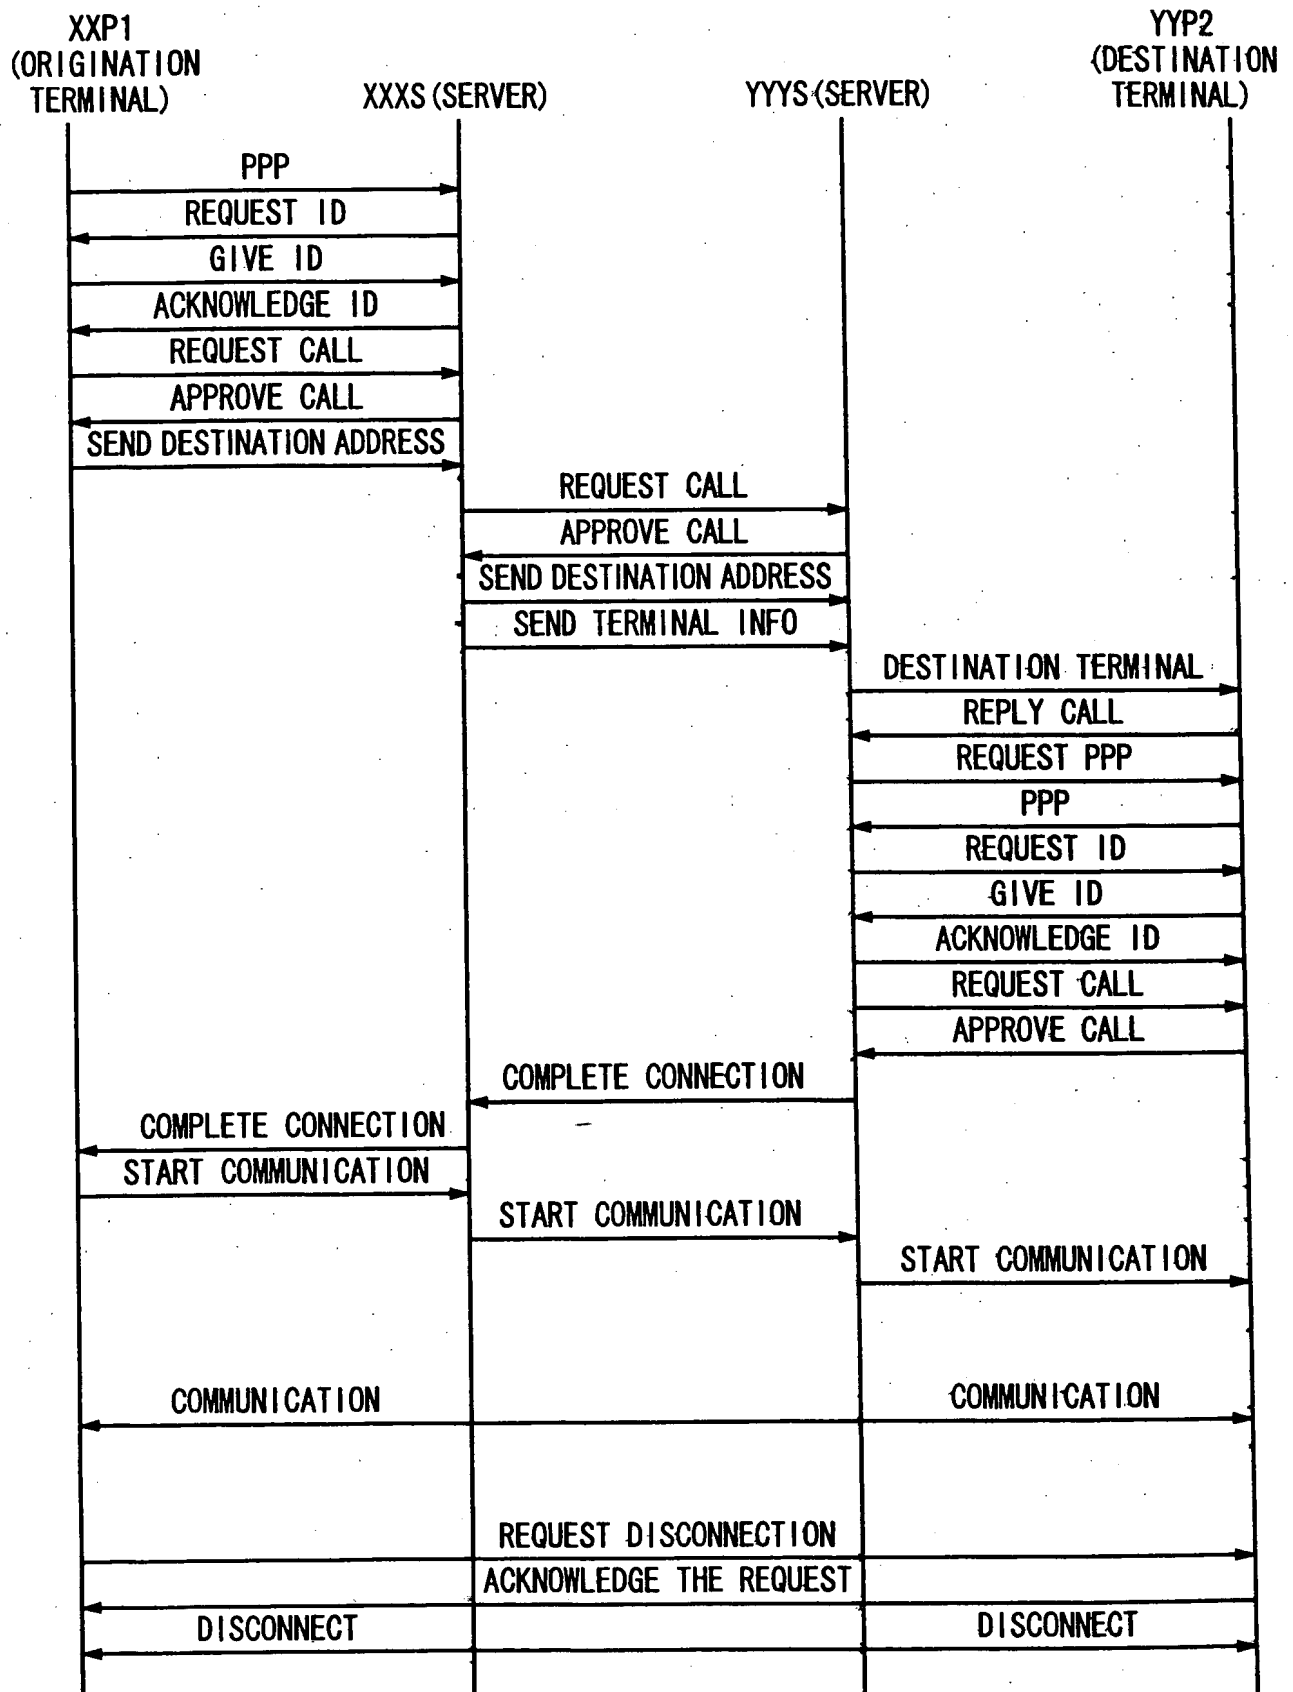 XXP1
(ORIGINATION
TERMINAL)
XXXS(SERVER)
YYYS(SERVER)
YYP2
(DESTINATION
TERMINAL)
PPP
REQUEST ID
GIVE ID
ACKNOWLEDGE ID
REQUEST CALL
APPROVE CALL
SEND DESTINATION ADDRESS
REQUEST CALL
APPROVE CALL
SEND DESTINATION ADDRESS
SEND TERMINAL INFO
DESTINATION TERMINAL
REPLY CALL
REQUEST PPP
PPP
REQUEST ID
GIVE ID
ACKNOWLEDGE ID
REQUEST CALL
APPROVE CALL
COMPLETE CONNECTION
COMPLETE CONNECTION
START COMMUNICATION
START COMMUNICATION
START COMMUNICATION
COMMUNICATION
COMMUNICATION
REQUEST DISCONNECTION
ACKNOWLEDGE THE REQUEST
DISCONNECT
DISCONNECT